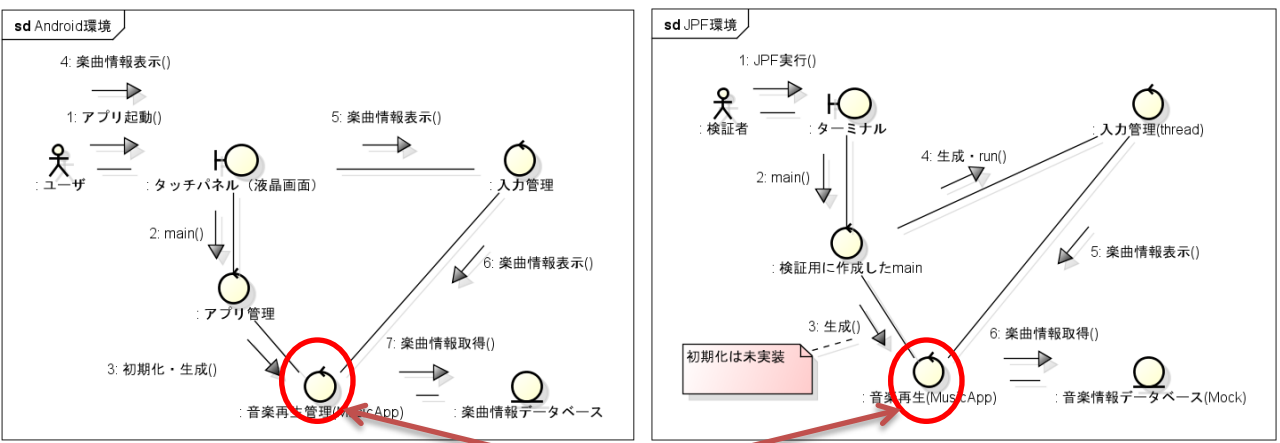 sd Android環境
4: 楽曲情報表示()
1: アプリ起動()
5: 楽曲情報表示()
: ユーザ
: タッチパネル（液晶画面）
: 入力管理
2: main()
6: 楽曲情報表示()
: アプリ管理
3: 初期化・生成()
7: 楽曲情報取得()
: 音楽再生管理(MusicApp)
: 楽曲情報データベース
sd JPF環境
1: JPF実行()
: 検証者
: ターミナル
: 入力管理(thread)
4: 生成・run()
2: main()
5: 楽曲情報表示()
: 検証用に作成したmain
3: 生成()
6: 楽曲情報取得()
初期化は未実装
: 音楽再生(MusicApp)
: 音楽情報データベース(Mock)